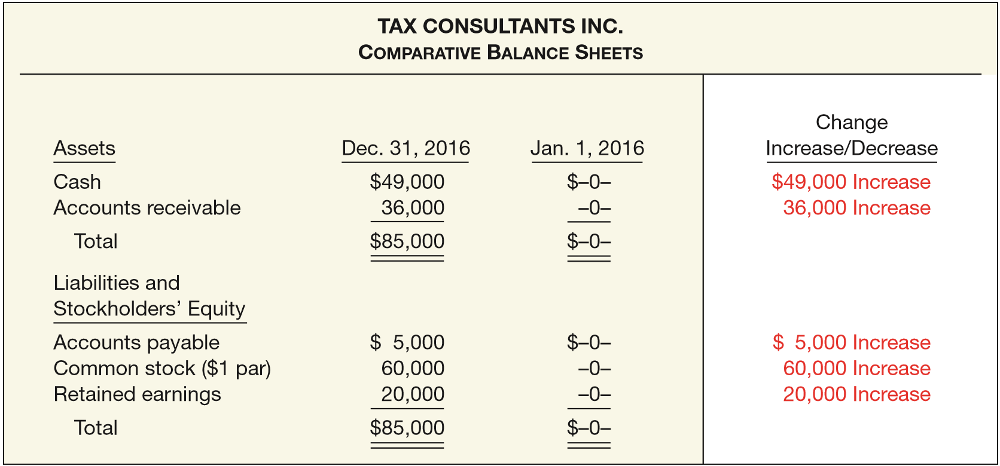 TAX CONSULTANTS INC.
COMPARATIVE BALANCE SHEETS
Change
Assets Dec. 31, 2016 Jan. 1, 2016 Increase/Decrease
Cash $49,000 $–0– $49,000 Increase
Accounts receivable 36,000 –0– 36,000 Increase
Total $85,000 $–0–
Liabilities and
Stockholders’ Equity
Accounts payable $ 5,000 $–0– $ 5,000 Increase
Common stock ($1 par) 60,000 –0– 60,000 Increase
Retained earnings 20,000 –0– 20,000 Increase
Total $85,000 $–0–